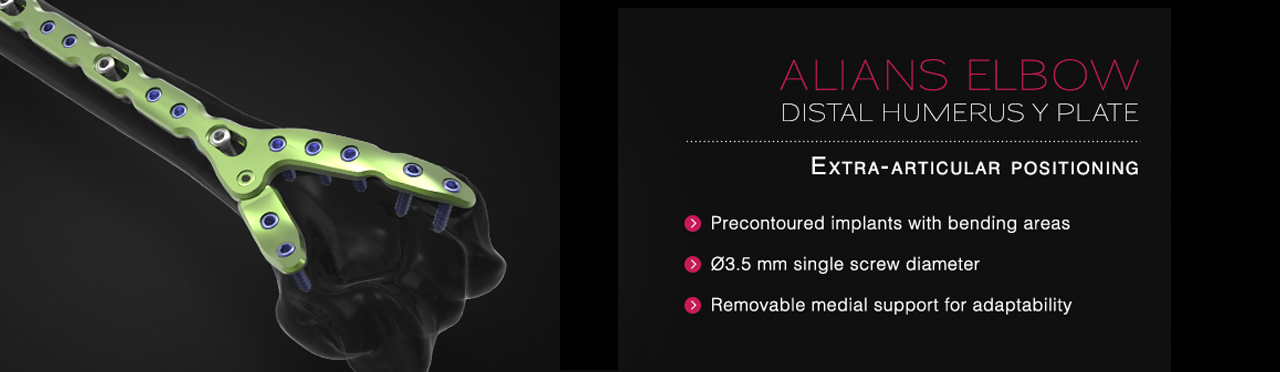 ALIANS ELBOW
DISTAL HUMERUS Y PLATE
Extra-articular positioning
Precontoured implants with bending areas
Ø3.5 mm single screw diameter
Removable medial support for adaptability